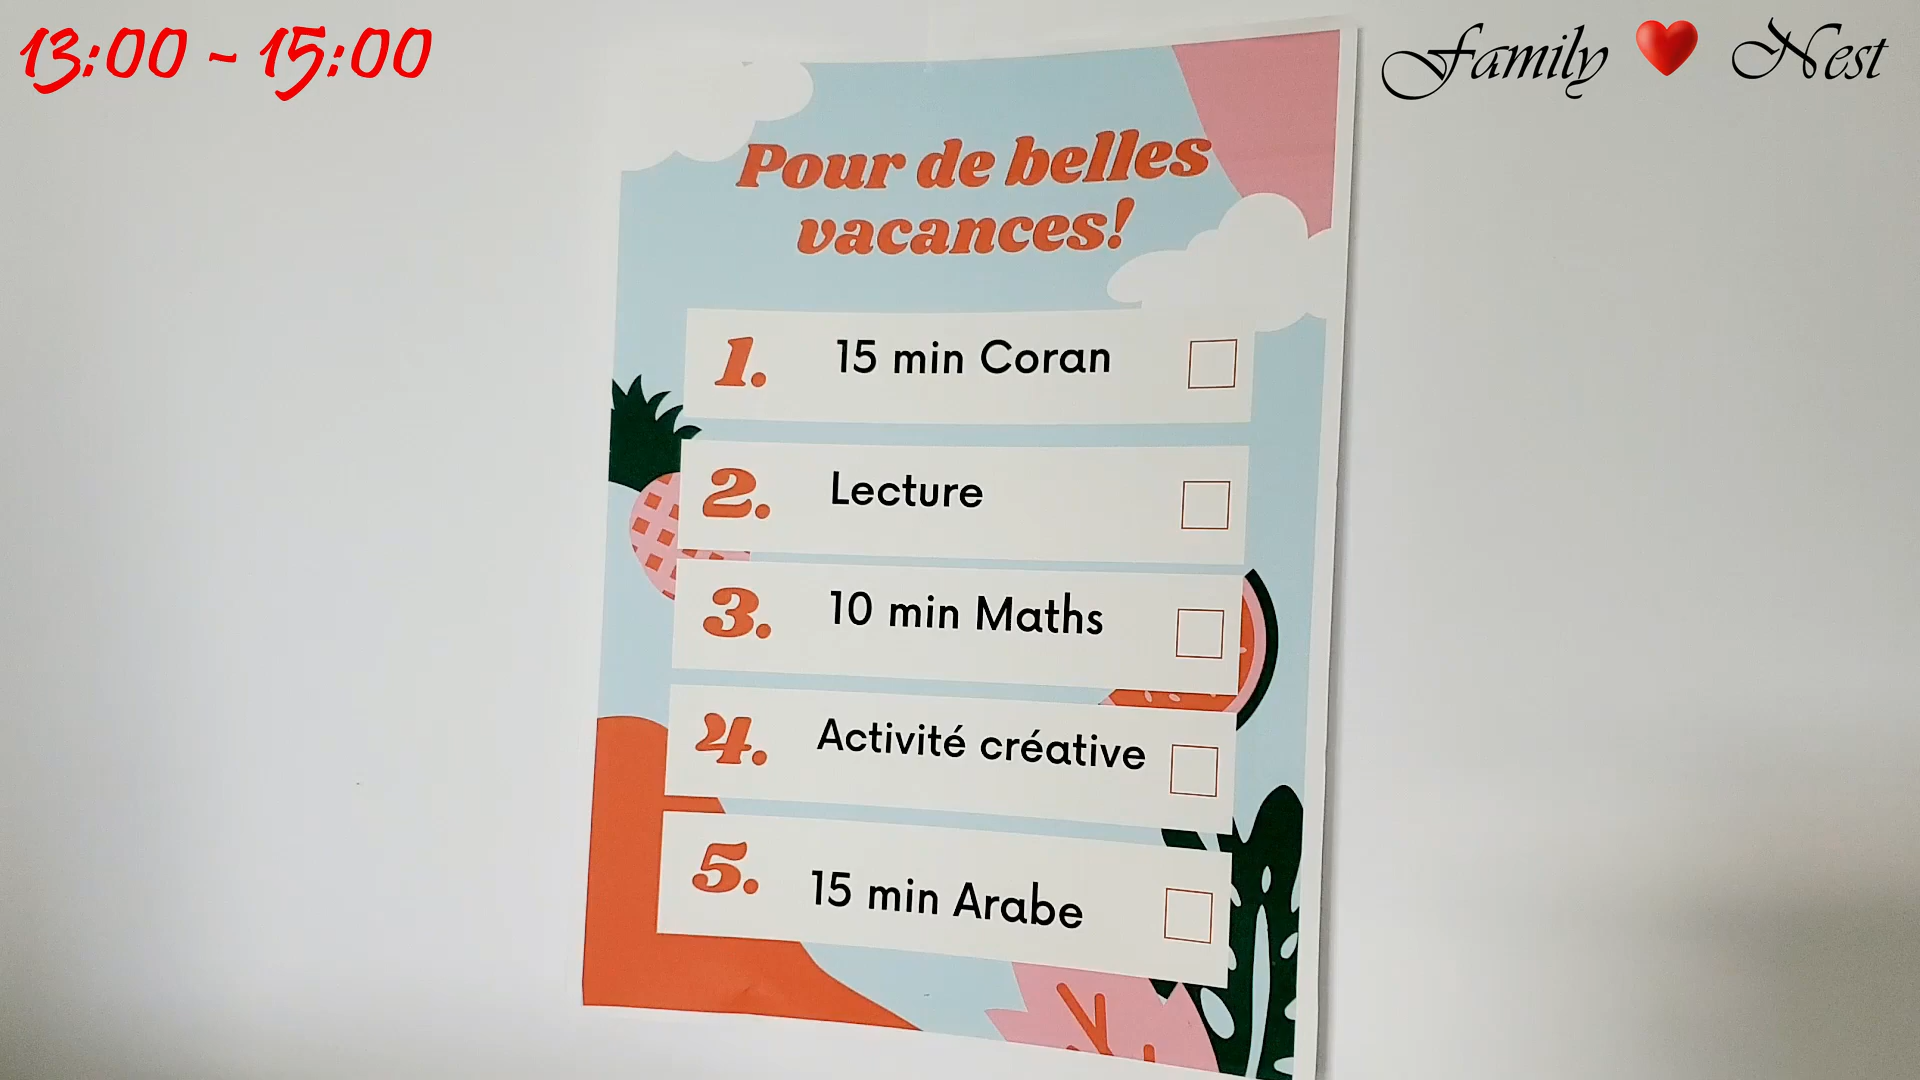 13:00 - 15:00
Family ❤️ Nest
Pour de belles
vacances!
1. 15 min Coran
2. Lecture
3. 10 min Maths
4. Activité créative
5. 15 min Arabe